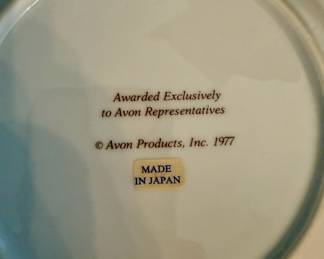 Awarded Exclusively
to Avon Representatives
© Avon Products, Inc. 1977
MADE
IN JAPAN